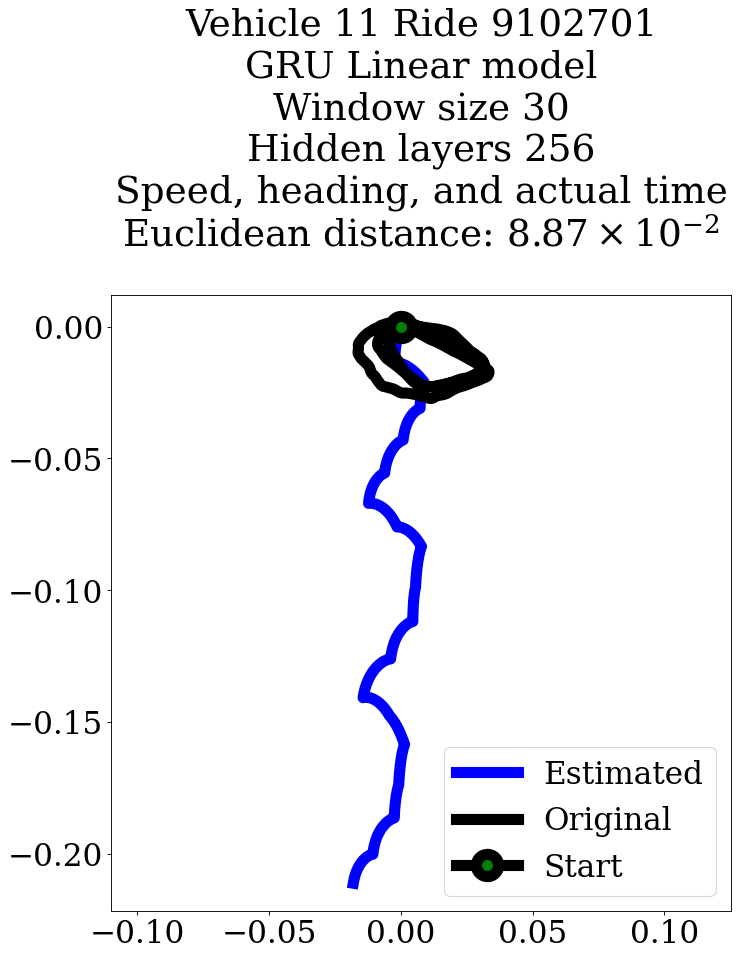 Vehicle 11 Ride 9102701
GRU Linear model
Window size 30
Hidden layers 256
Speed, heading, and actual time
Euclidean distance: 8.87 × 10⁻²
0.00
−0.05
−0.10
−0.15
−0.20
Estimated
Original
Start
−0.10 −0.05 0.00 0.05 0.10